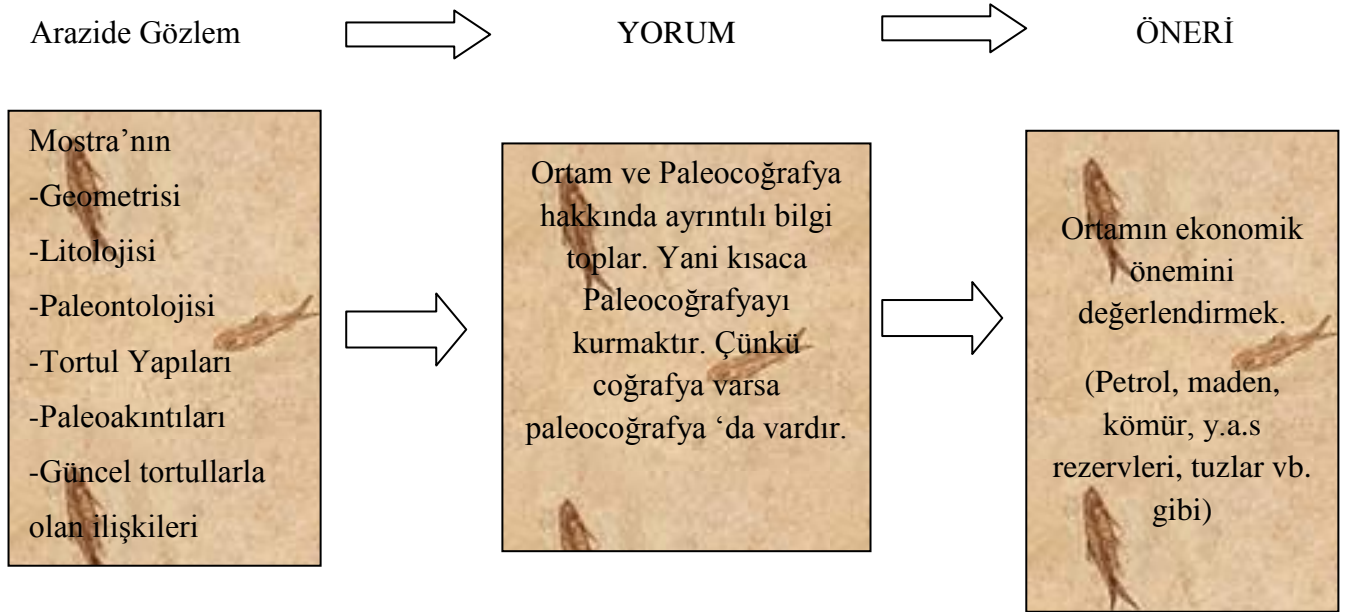 Arazide Gözlem
YORUM
ÖNERİ
Mostra’nın
-Geometrisi
-Litolojisi
-Paleontolojisi
-Tortul Yapıları
-Paleoakıntıları
-Güncel tortullarla
olan ilişkileri
Ortam ve Paleocoğrafya
hakkında ayrıntılı bilgi
toplar. Yani kısaca
Paleocoğrafyayı
kurmaktır. Çünkü
coğrafya varsa
paleocoğrafya ‘da vardır.
Ortamın ekonomik
önemini
değerlendirmek.
(Petrol, maden,
kömür, y.a.s
rezervleri, tuzlar vb.
gibi)